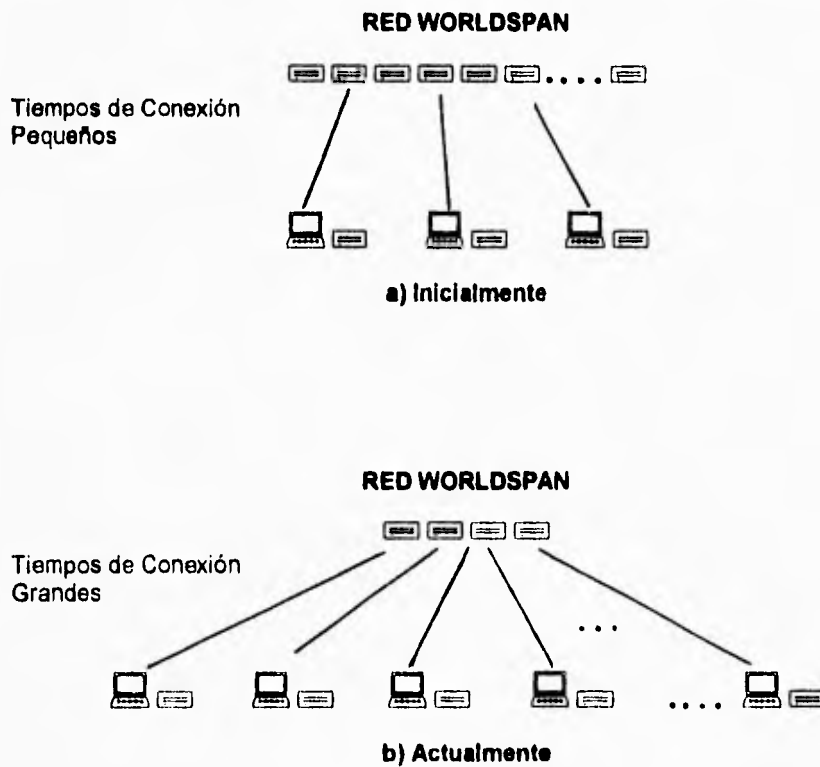 RED WORLDSPAN
Tiempos de Conexión
Pequeños
a) Inicialmente
RED WORLDSPAN
Tiempos de Conexión
Grandes
b) Actualmente